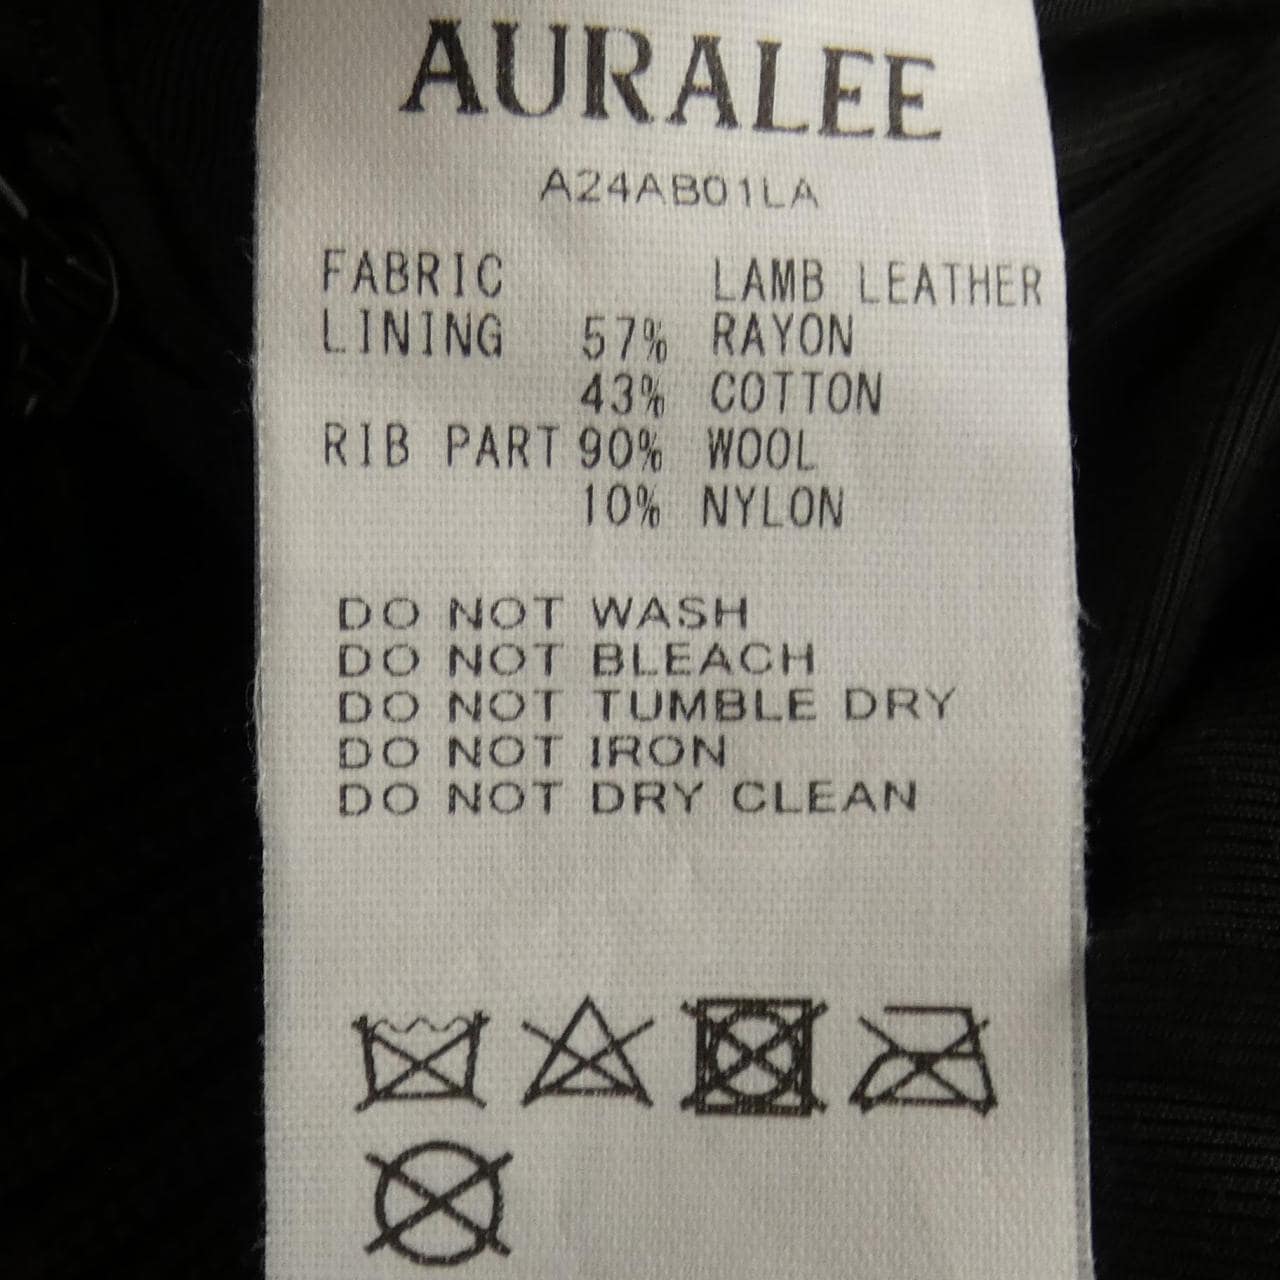 AURALEE
A24AB01LA
FABRIC LAMB LEATHER
LINING 57% RAYON
43% COTTON
RIB PART 90% WOOL
10% NYLON
DO NOT WASH
DO NOT BLEACH
DO NOT TUMBLE DRY
DO NOT IRON
DO NOT DRY CLEAN